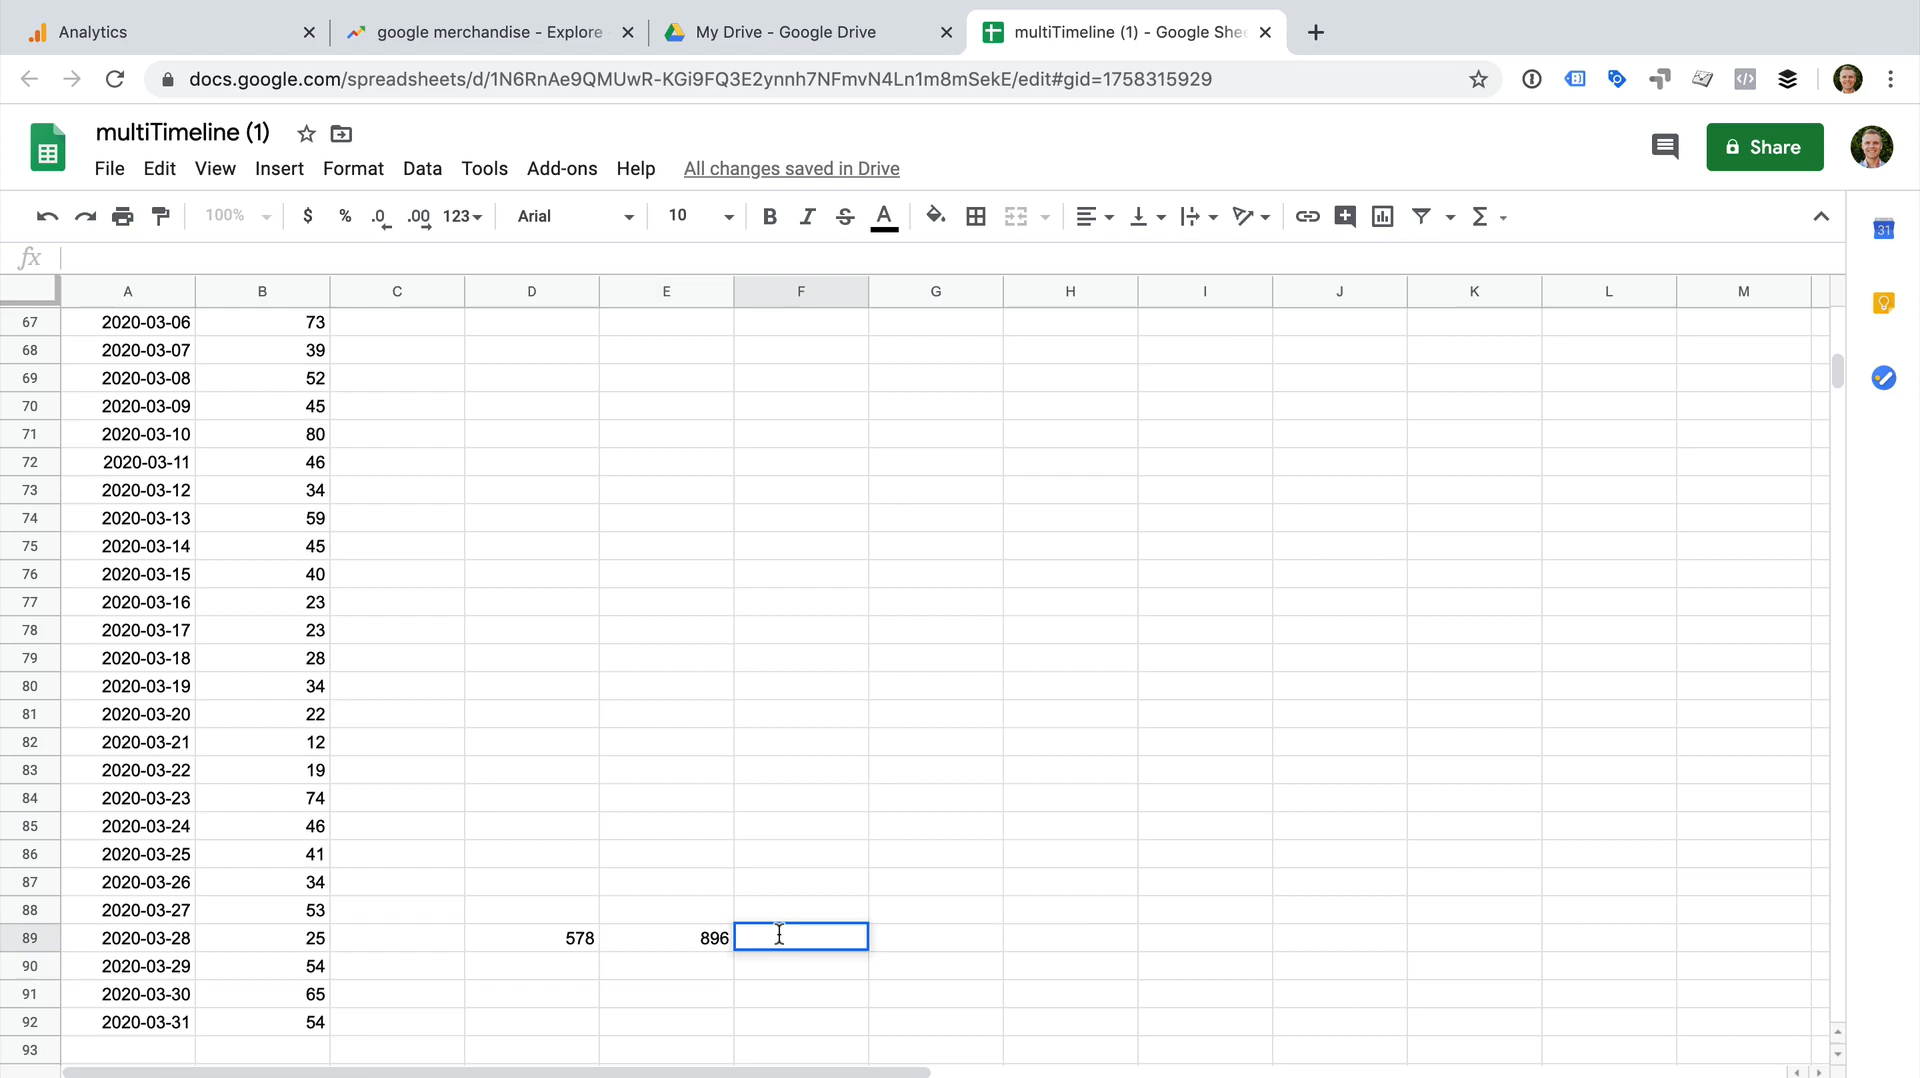 Analytics
google merchandise - Explore
My Drive - Google Drive
multiTimeline (1) - Google She
docs.google.com/spreadsheets/d/1N6RnAe9QMUwR-KGi9FQ3E2ynnh7NFmvN4Ln1m8mSekE/edit#gid=1758315929
multiTimeline (1)
File Edit View Insert Format Data Tools Add-ons Help All changes saved in Drive
Share
100% $ % .0 .00 123 Arial 10 B I S A Σ
31
fx
A B C D E F G H I J K L M
67 2020-03-06 73
68 2020-03-07 39
69 2020-03-08 52
70 2020-03-09 45
71 2020-03-10 80
72 2020-03-11 46
73 2020-03-12 34
74 2020-03-13 59
75 2020-03-14 45
76 2020-03-15 40
77 2020-03-16 23
78 2020-03-17 23
79 2020-03-18 28
80 2020-03-19 34
81 2020-03-20 22
82 2020-03-21 12
83 2020-03-22 19
84 2020-03-23 74
85 2020-03-24 46
86 2020-03-25 41
87 2020-03-26 34
88 2020-03-27 53
89 2020-03-28 25 578 896
90 2020-03-29 54
91 2020-03-30 65
92 2020-03-31 54
93